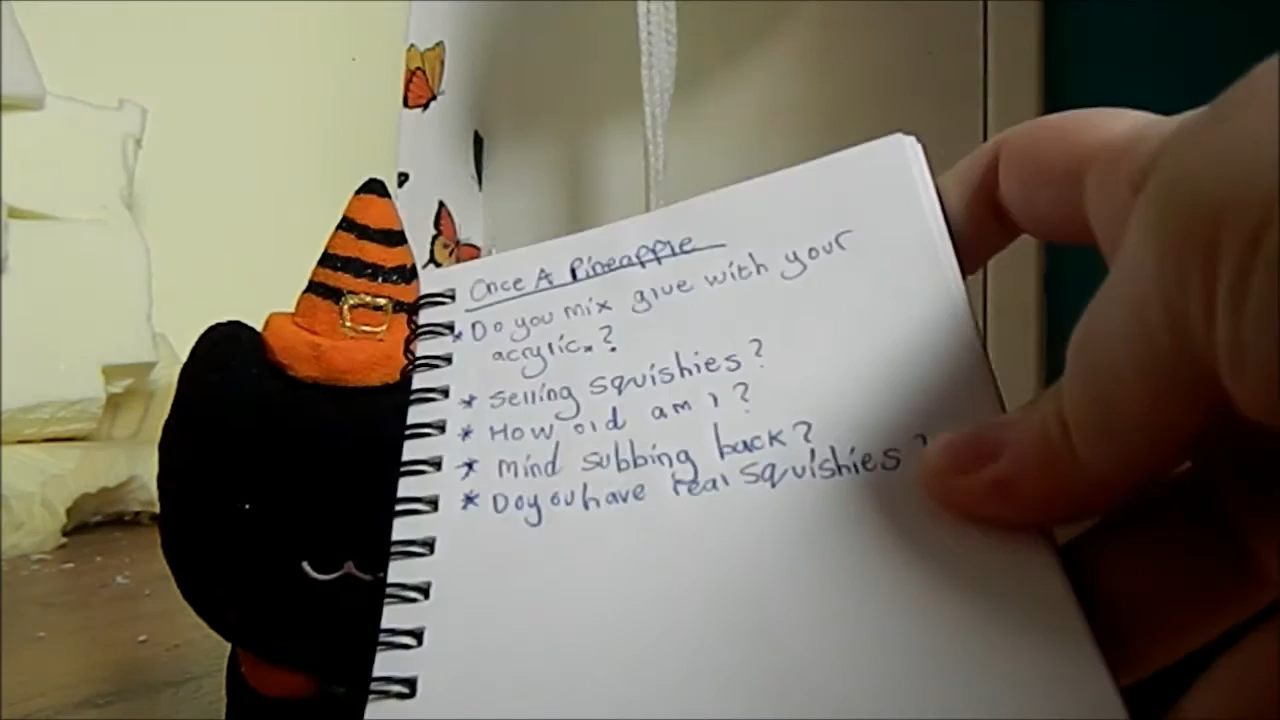 Once A Pineapple
* Do you mix glue with your
acrylic.?
* Selling squishies?
* How old am i?
* mind subbing back?
* Do you have real squishies?